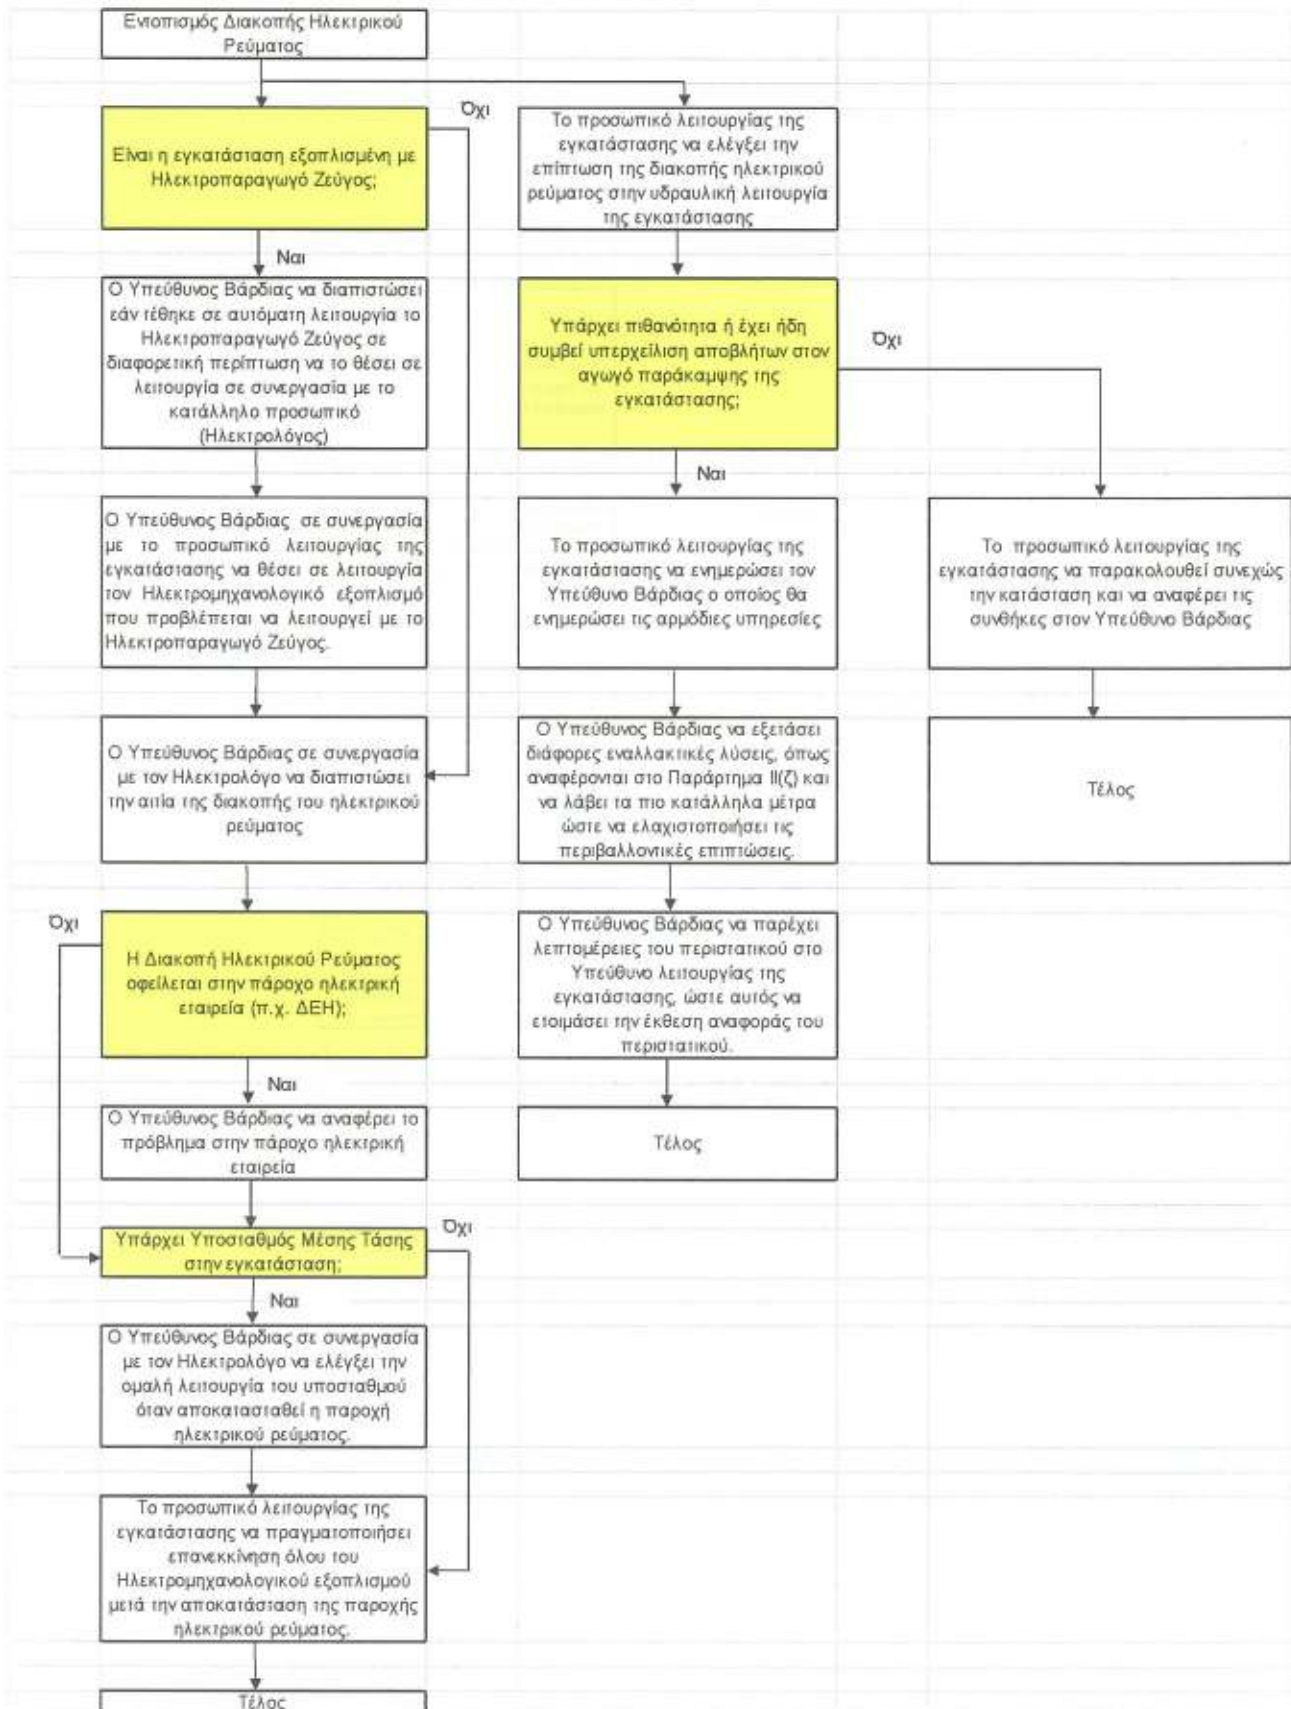 Εντοπισμός Διακοπής Ηλεκτρικού
Ρεύματος
Όχι
Είναι η εγκατάσταση εξοπλισμένη με
Ηλεκτροπαραγωγό Ζεύγος;
Το προσωπικό λειτουργίας της
εγκατάστασης να ελέγξει την
επίπτωση της διακοπής ηλεκτρικού
ρεύματος στην υδραυλική λειτουργία
της εγκατάστασης
Ναι
Ο Υπεύθυνος Βάρδιας να διαπιστώσει
εάν τέθηκε σε αυτόματη λειτουργία το
Ηλεκτροπαραγωγό Ζεύγος σε
διαφορετική περίπτωση να το θέσει σε
λειτουργία σε συνεργασία με το
κατάλληλο προσωπικό
(Ηλεκτρολόγος)
Υπάρχει πιθανότητα ή έχει ήδη
συμβεί υπερχείλιση αποβλήτων στον
αγωγό παράκαμψης της
εγκατάστασης;
Όχι
Ναι
Ο Υπεύθυνος Βάρδιας σε συνεργασία
με το προσωπικό λειτουργίας της
εγκατάστασης να θέσει σε λειτουργία
τον Ηλεκτρομηχανολογικό εξοπλισμό
που προβλέπεται να λειτουργεί με το
Ηλεκτροπαραγωγό Ζεύγος.
Το προσωπικό λειτουργίας της
εγκατάστασης να ενημερώσει τον
Υπεύθυνο Βάρδιας ο οποίος θα
ενημερώσει τις αρμόδιες υπηρεσίες
Το προσωπικό λειτουργίας της
εγκατάστασης να παρακολουθεί συνεχώς
την κατάσταση και να αναφέρει τις
συνθήκες στον Υπεύθυνο Βάρδιας
Ο Υπεύθυνος Βάρδιας σε συνεργασία
με τον Ηλεκτρολόγο να διαπιστώσει
την αιτία της διακοπής του ηλεκτρικού
ρεύματος
Ο Υπεύθυνος Βάρδιας να εξετάσει
διάφορες εναλλακτικές λύσεις, όπως
αναφέρονται στο Παράρτημα ΙΙ(ζ) και
να λάβει τα πιο κατάλληλα μέτρα
ώστε να ελαχιστοποιήσει τις
περιβαλλοντικές επιπτώσεις.
Τέλος
Όχι
Η Διακοπή Ηλεκτρικού Ρεύματος
οφείλεται στην πάροχο ηλεκτρική
εταιρεία (π.χ. ΔΕΗ);
Ο Υπεύθυνος Βάρδιας να παρέχει
λεπτομέρειες του περιστατικού στο
Υπεύθυνο λειτουργίας της
εγκατάστασης, ώστε αυτός να
ετοιμάσει την έκθεση αναφοράς του
περιστατικού.
Ναι
Ο Υπεύθυνος Βάρδιας να αναφέρει το
πρόβλημα στην πάροχο ηλεκτρική
εταιρεία
Τέλος
Υπάρχει Υποσταθμός Μέσης Τάσης
στην εγκατάσταση;
Όχι
Ναι
Ο Υπεύθυνος Βάρδιας σε συνεργασία
με τον Ηλεκτρολόγο να ελέγξει την
ομαλή λειτουργία του υποσταθμού
όταν αποκατασταθεί η παροχή
ηλεκτρικού ρεύματος.
Το προσωπικό λειτουργίας της
εγκατάστασης να πραγματοποιήσει
επανεκκίνηση όλου του
Ηλεκτρομηχανολογικού εξοπλισμού
μετά την αποκατάσταση της παροχής
ηλεκτρικού ρεύματος.
Τέλος